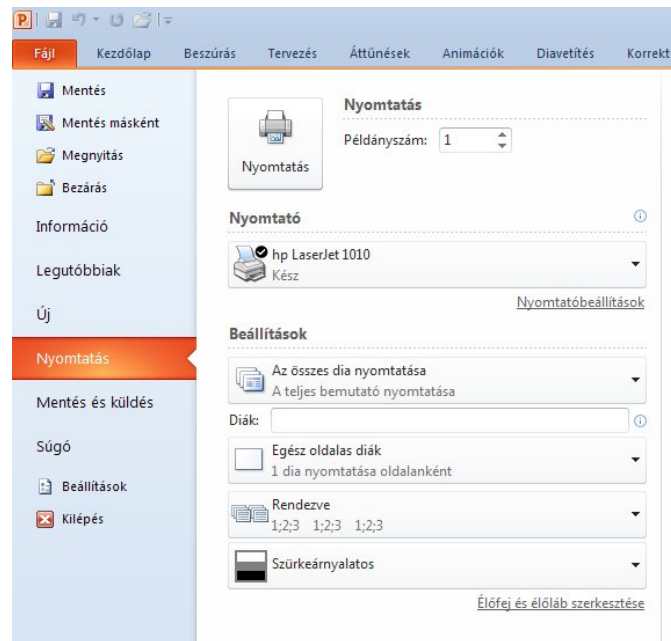 Fájl Kezdőlap Beszúrás Tervezés Áttűnések Animációk Diavetítés Korrekt
Mentés
Mentés másként
Megnyitás
Bezárás
Információ
Legutóbbiak
Új
Nyomtatás
Mentés és küldés
Súgó
Beállítások
Kilépés
Nyomtatás
Nyomtatás
Példányszám: 1
Nyomtató
hp LaserJet 1010
Kész
Nyomtatóbeállítások
Beállítások
Az összes dia nyomtatása
A teljes bemutató nyomtatása
Diák:
Egész oldalas diák
1 dia nyomtatása oldalanként
Rendezve
1;2;3 1;2;3 1;2;3
Szürkeárnyalatos
Élőfej és élőláb szerkesztése